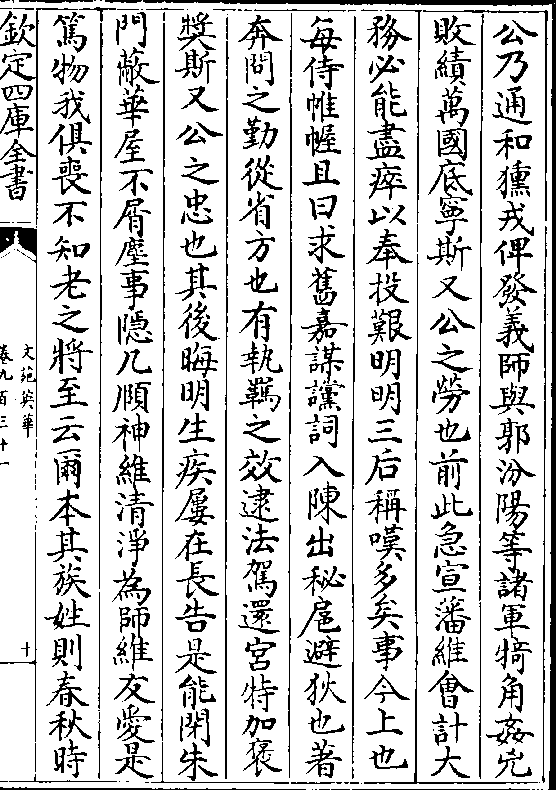 公乃通和獯戎俾發義師與郭汾陽等諸軍犄角姦兇
敗績萬國底寧斯又公之勞也前此急宣藩維會計大
務必能盡瘁以奉投艱明明三后稱嘆多矣事今上也
每侍帷幄且曰求舊嘉謀讜詞入陳出秘扈避狄也著
奔問之勤從省方也有執羈之效逮法駕還宮特加褒
奬斯又公之忠也其後晦明生疾屢在長告是能閉朱
門蔽華屋不屑塵事隱几順神維清淨為師維友愛是
篤物我俱喪不知老之將至云爾本其族姓則春秋時
欽定四庫全書
文苑英華
卷九百三十一
十